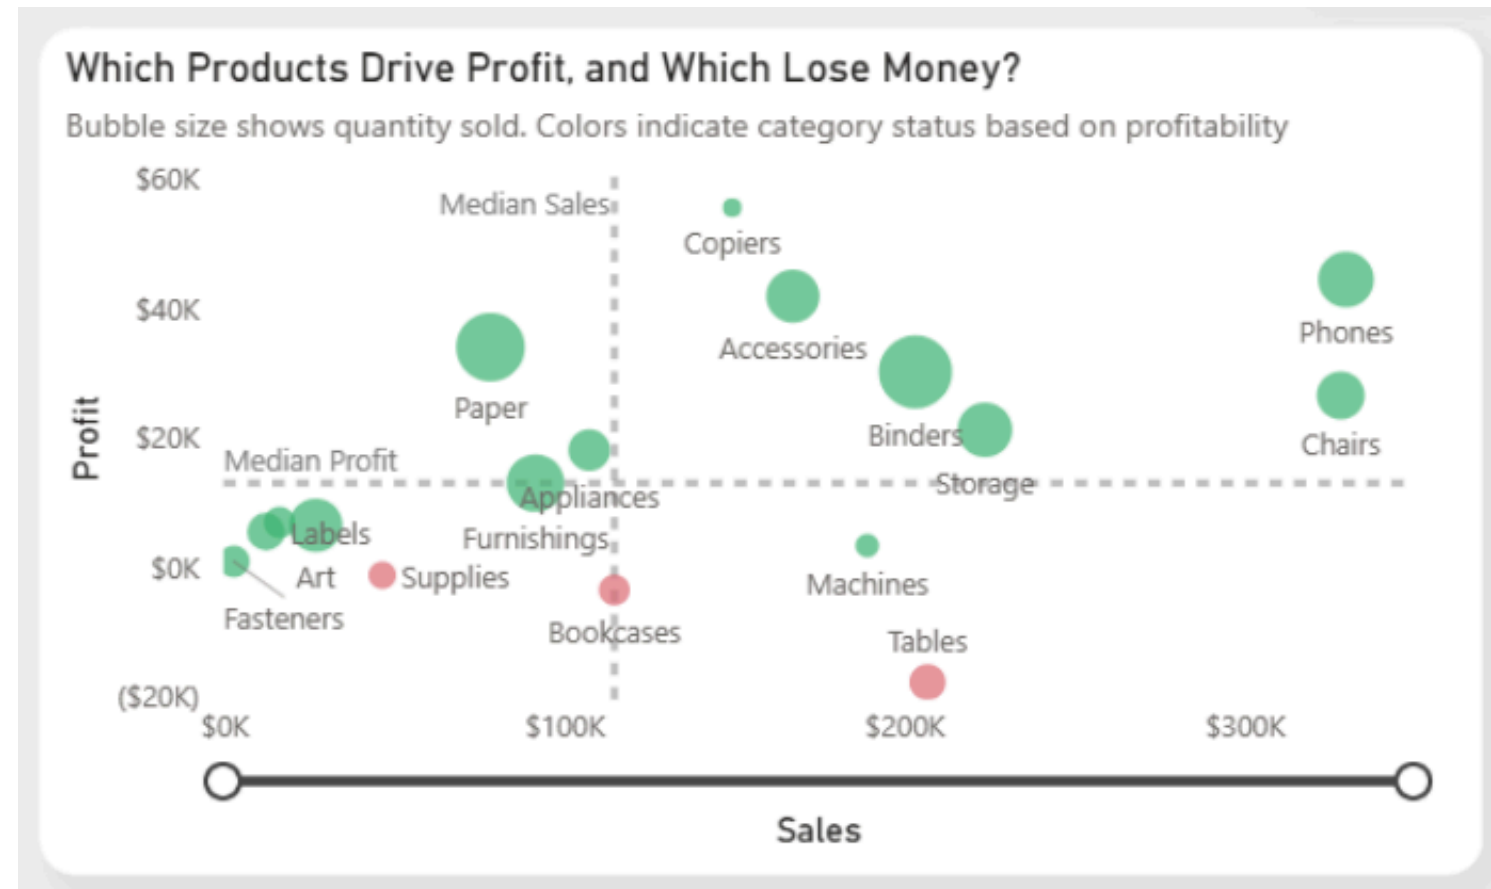 Which Products Drive Profit, and Which Lose Money?
Bubble size shows quantity sold. Colors indicate category status based on profitability
$60K
Median Sales
Copiers
$40K
Phones
Accessories
Paper
Profit
$20K
Binders
Chairs
Median Profit
Storage
Appliances
Labels
Furnishings
$0K
Art
Supplies
Machines
Fasteners
Bookcases
Tables
($20K)
$0K
$100K
$200K
$300K
Sales